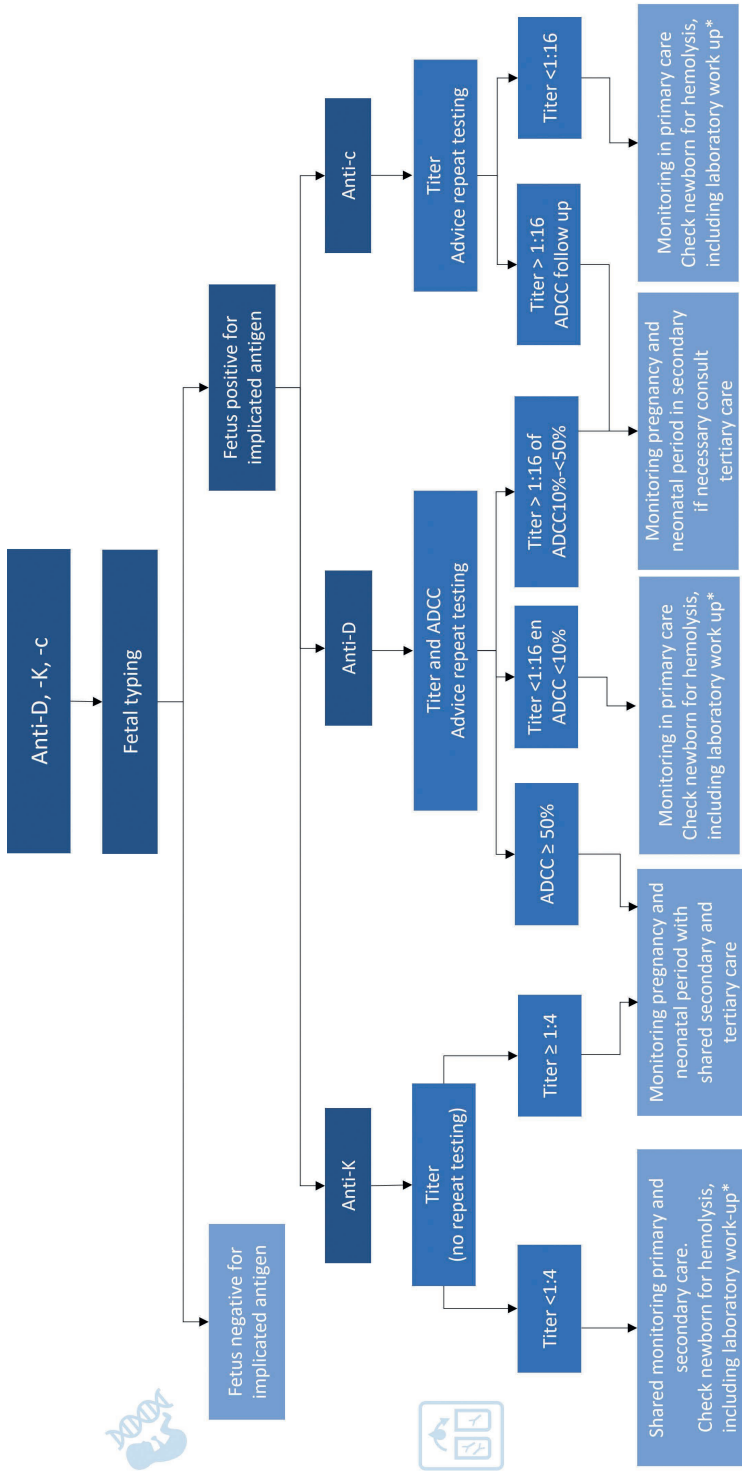 Anti-D, -K, -c
Fetal typing
Fetus negative for
implicated antigen
Fetus positive for
implicated antigen
Anti-K
Anti-D
Anti-c
Titer
(no repeat testing)
Titer and ADCC
Advice repeat testing
Titer
Advice repeat testing
Titer <1:4
Titer ≥ 1:4
ADCC ≥ 50%
Titer <1:16 en
ADCC <10%
Titer > 1:16 of
ADCC10%-<50%
Titer > 1:16
ADCC follow up
Titer <1:16
Shared monitoring primary and
secondary care.
Check newborn for hemolysis,
including laboratory work-up*
Monitoring pregnancy and
neonatal period with
shared secondary and
tertiary care
Monitoring in primary care
Check newborn for hemolysis,
including laboratory work up*
Monitoring pregnancy and
neonatal period in secondary
if necessary consult
tertiary care
Monitoring in primary care
Check newborn for hemolysis,
including laboratory work up*